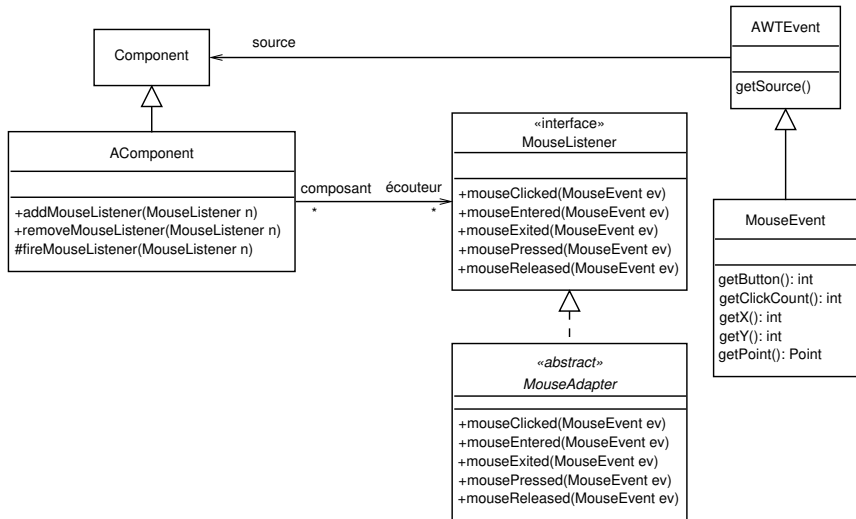 AWTEvent
getSource()
Component
source
AComponent
+addMouseListener(MouseListener n)
+removeMouseListener(MouseListener n)
#fireMouseListener(MouseListener n)
composant
écouteur
*
*
«interface»
MouseListener
+mouseClicked(MouseEvent ev)
+mouseEntered(MouseEvent ev)
+mouseExited(MouseEvent ev)
+mousePressed(MouseEvent ev)
+mouseReleased(MouseEvent ev)
MouseEvent
getButton(): int
getClickCount(): int
getX(): int
getY(): int
getPoint(): Point
«abstract»
MouseAdapter
+mouseClicked(MouseEvent ev)
+mouseEntered(MouseEvent ev)
+mouseExited(MouseEvent ev)
+mousePressed(MouseEvent ev)
+mouseReleased(MouseEvent ev)